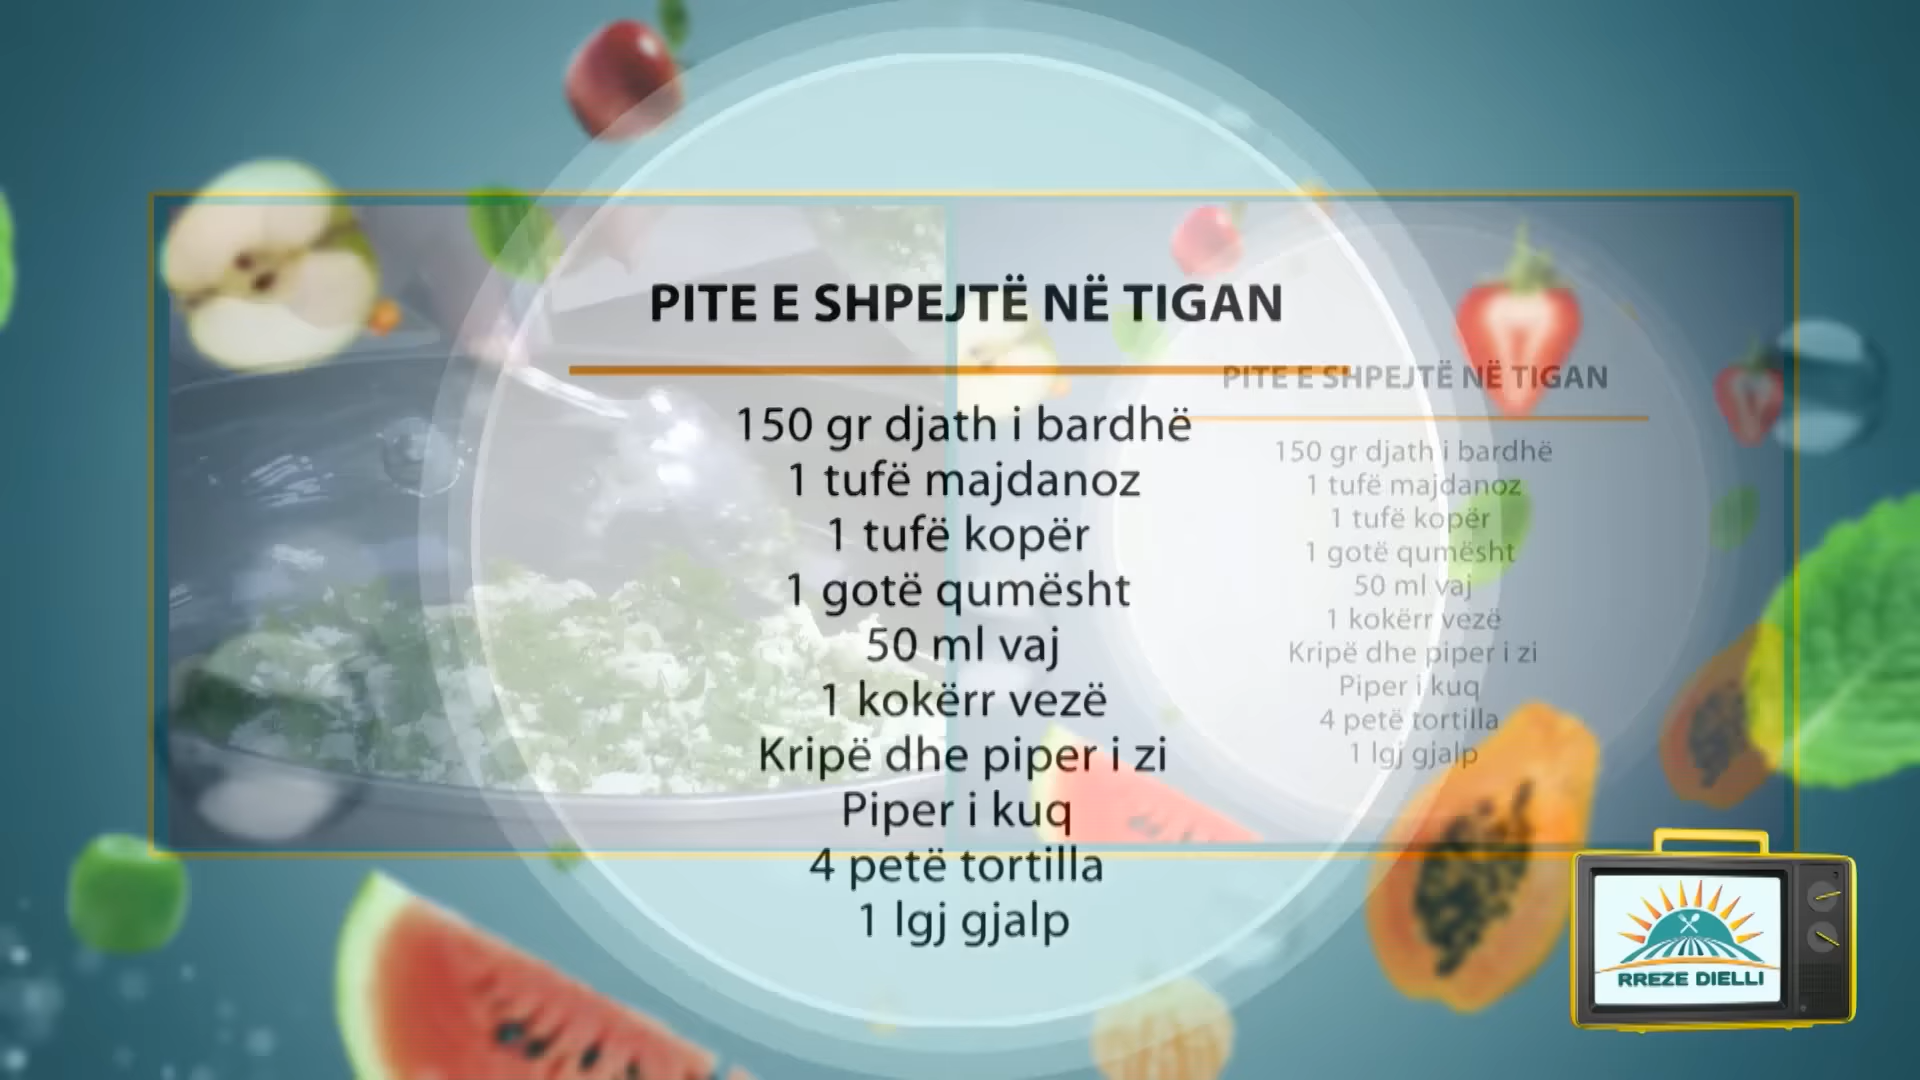 PITE E SHPEJTË NË TIGAN
150 gr djath i bardhë
1 tufë majdanoz
1 tufë kopër
1 gotë qumësht
50 ml vaj
1 kokërr vezë
Kripë dhe piper i zi
Piper i kuq
4 petë tortilla
1 lgj gjalp
PITE E SHPEJTË NË TIGAN
150 gr djath i bardhë
1 tufë majdanoz
1 tufë kopër
1 gotë qumësht
50 ml vaj
1 kokërr vezë
Kripë dhe piper i zi
Piper i kuq
4 petë tortilla
1 lgj gjalp
RREZE DIELLI